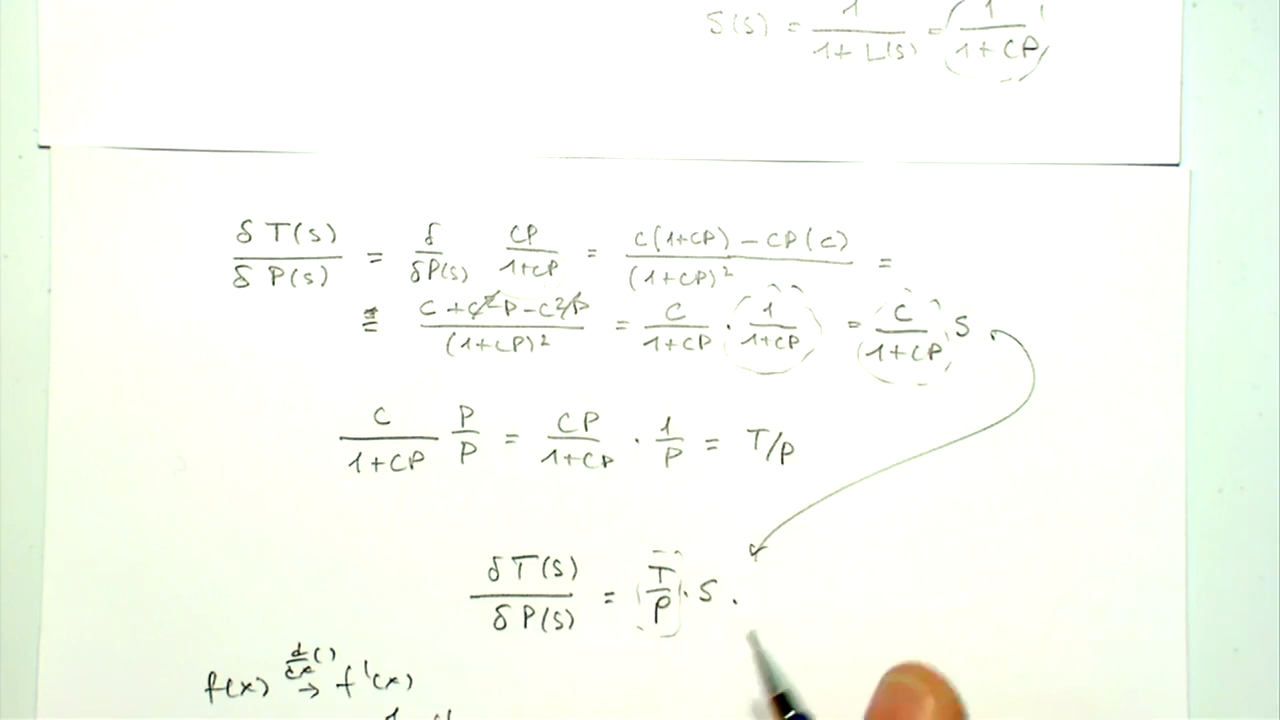 S(s) = 1/(1+L(s)) = 1/(1+CP)
δT(s)/δP(s) = δ/δP(s) CP/(1+CP) = (C(1+CP) - CP(C))/(1+CP)² =
= (C + C²P - C²P)/(1+CP)² = C/(1+CP) · 1/(1+CP) = C/(1+CP) S
C/(1+CP) P/P = CP/(1+CP) · 1/P = T/P
δT(s)/δP(s) = T/P · S .
f(x) d/dx() → f'(x)